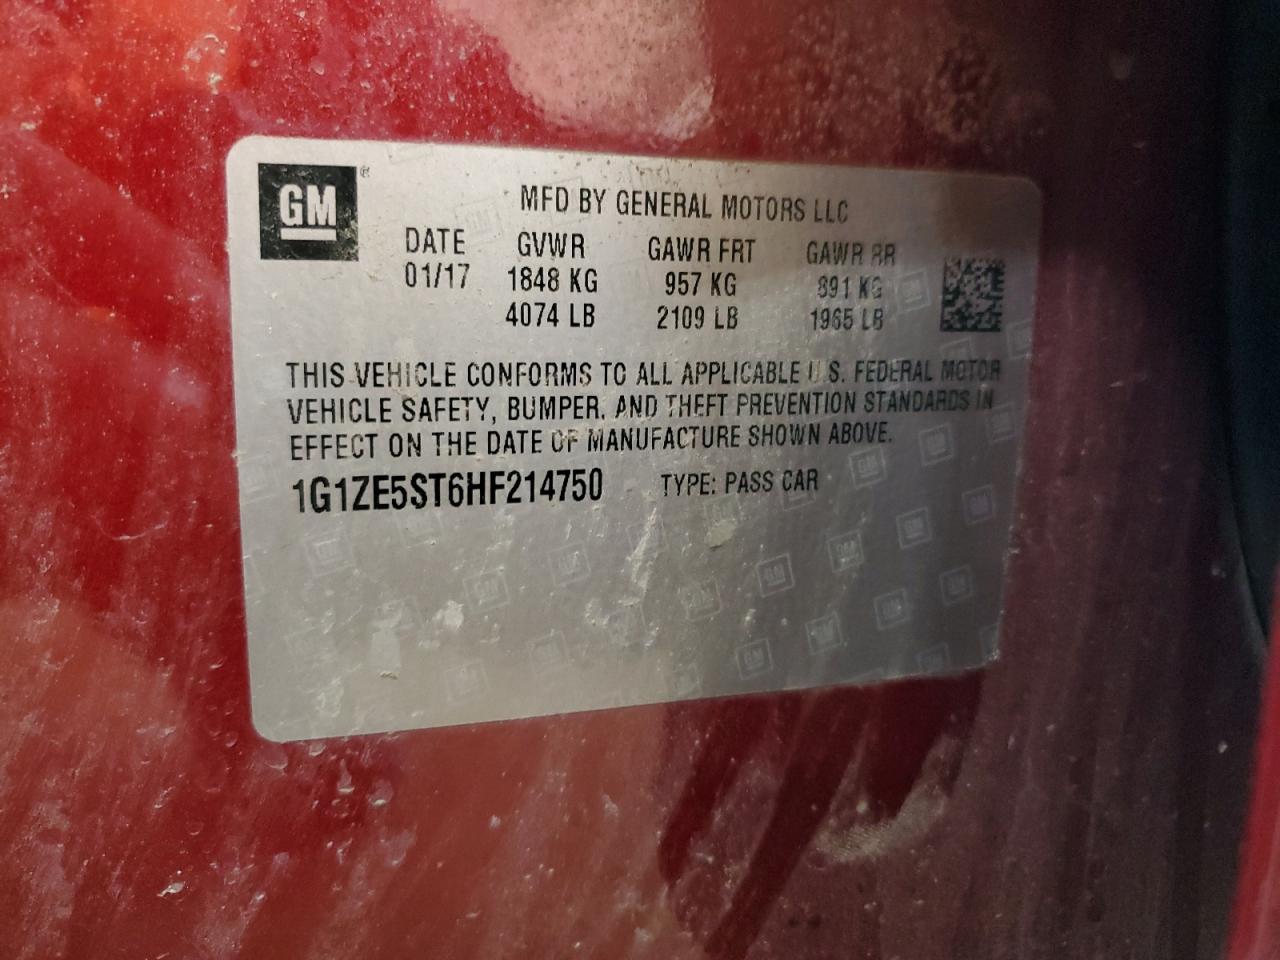 GM
MFD BY GENERAL MOTORS LLC
DATE GVWR GAWR FRT GAWR RR
01/17 1848 KG 957 KG 891 KG
4074 LB 2109 LB 1965 LB
THIS VEHICLE CONFORMS TO ALL APPLICABLE U.S. FEDERAL MOTOR
VEHICLE SAFETY, BUMPER, AND THEFT PREVENTION STANDARDS IN
EFFECT ON THE DATE OF MANUFACTURE SHOWN ABOVE.
1G1ZE5ST6HF214750 TYPE: PASS CAR